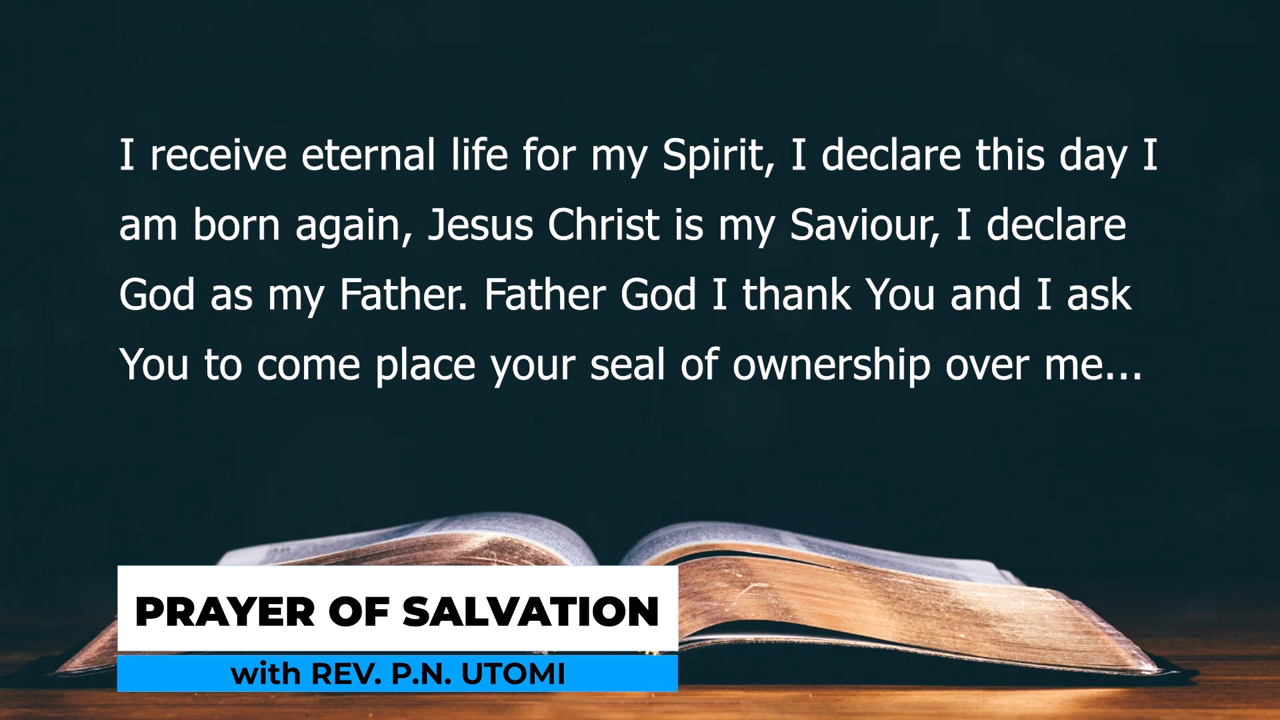 I receive eternal life for my Spirit, I declare this day I
am born again, Jesus Christ is my Saviour, I declare
God as my Father. Father God I thank You and I ask
You to come place your seal of ownership over me...
PRAYER OF SALVATION
with REV. P.N. UTOMI